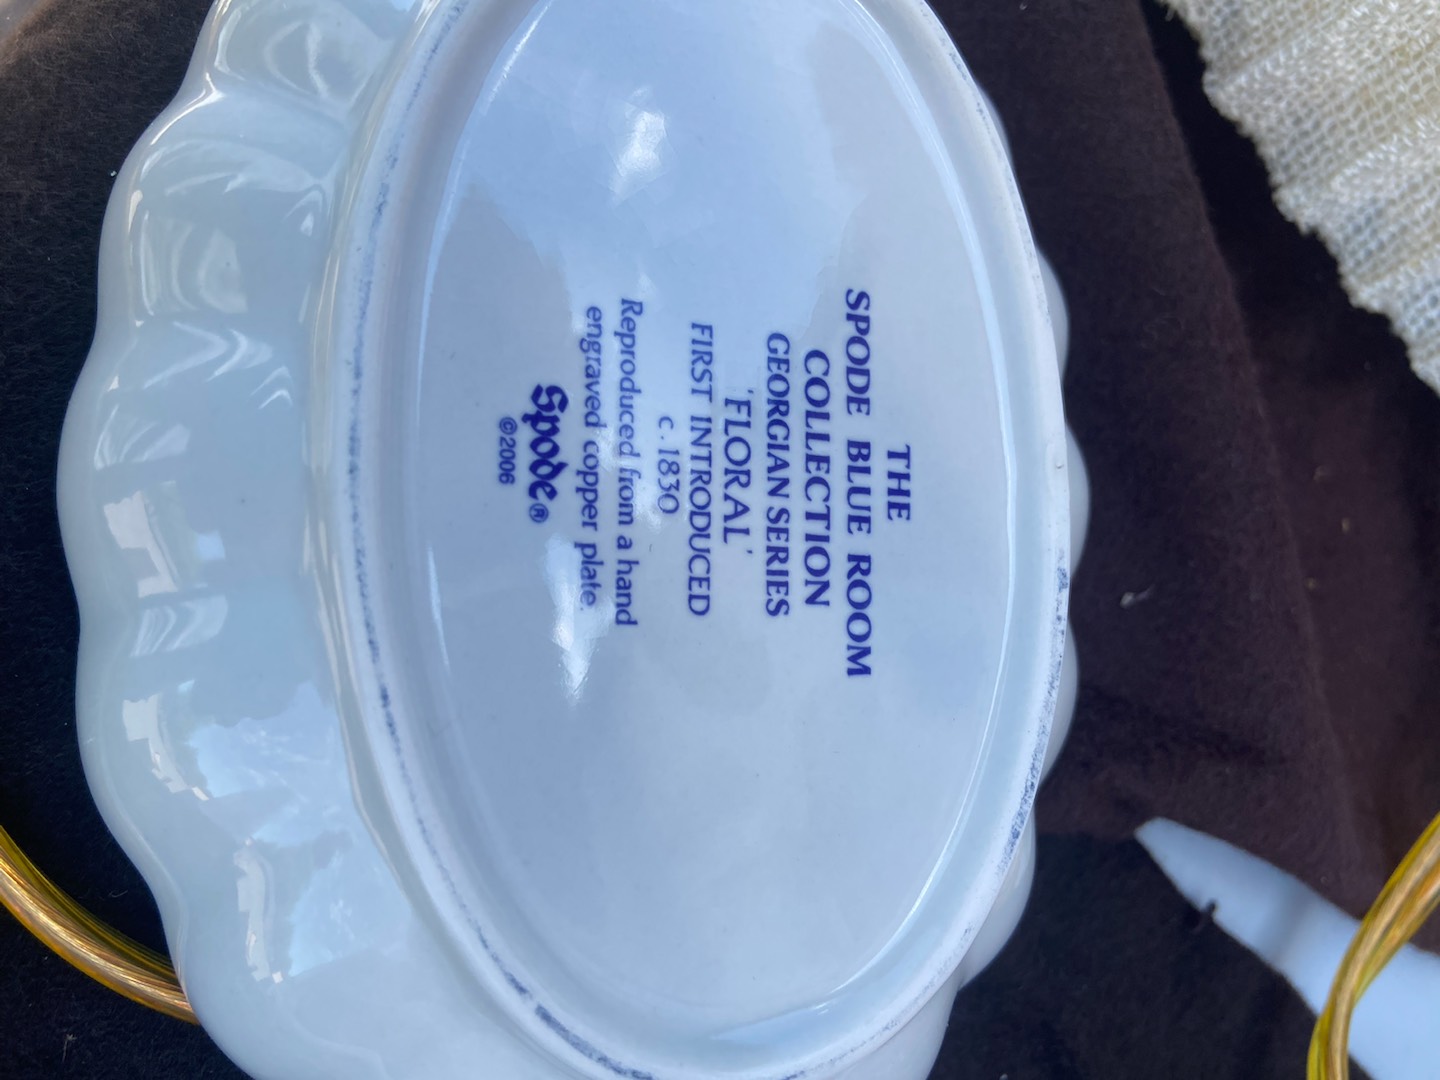 THE
SPODE BLUE ROOM
COLLECTION
GEORGIAN SERIES
'FLORAL'
FIRST INTRODUCED
c.1830
Reproduced from a hand
engraved copper plate.
Spode®
©2006